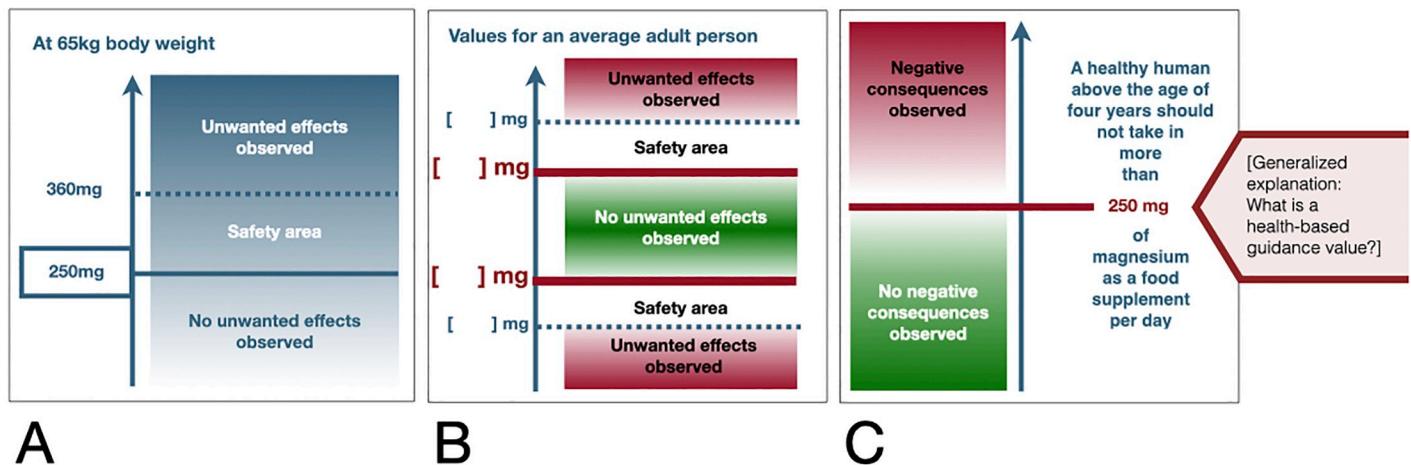 At 65kg body weight
Unwanted effects
observed
360mg
Safety area
250mg
No unwanted effects
observed
A
Values for an average adult person
Unwanted effects
observed
[ ] mg
Safety area
[ ] mg
No unwanted effects
observed
[ ] mg
Safety area
[ ] mg
Unwanted effects
observed
B
Negative
consequences
observed
No negative
consequences
observed
A healthy human
above the age of
four years should
not take in
more
than
250 mg
of
magnesium
as a food
supplement
per day
[Generalized
explanation:
What is a
health-based
guidance value?]
C